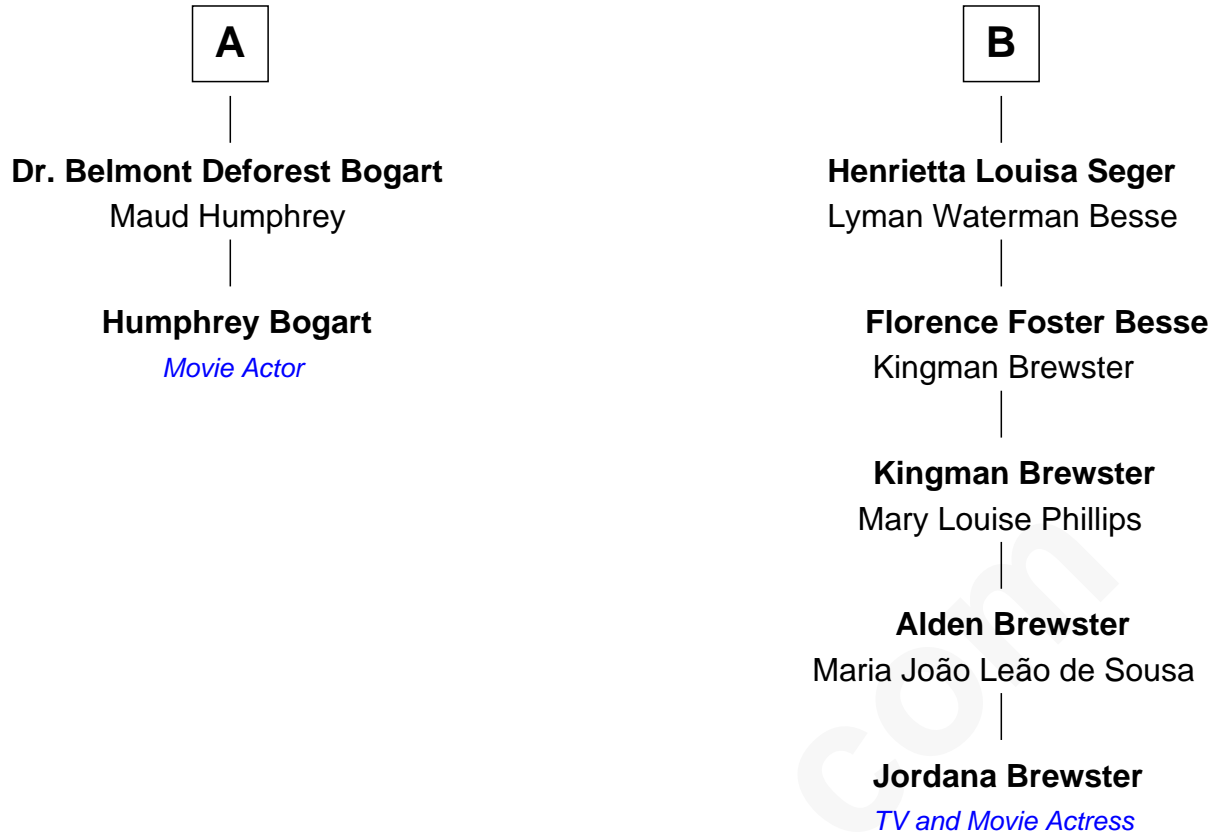 A
Dr. Belmont Deforest Bogart
Maud Humphrey
Humphrey Bogart
Movie Actor
B
Henrietta Louisa Seger
Lyman Waterman Besse
Florence Foster Besse
Kingman Brewster
Kingman Brewster
Mary Louise Phillips
Alden Brewster
Maria João Leão de Sousa
Jordana Brewster
TV and Movie Actress
com